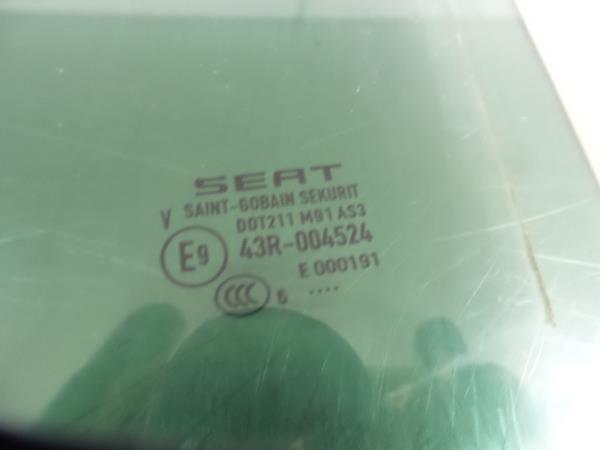 SEAT
SAINT-GOBAIN SEKURIT
V
DOT211 M91 AS3
E9 43R-004524
E 000191
CCC 6 ....